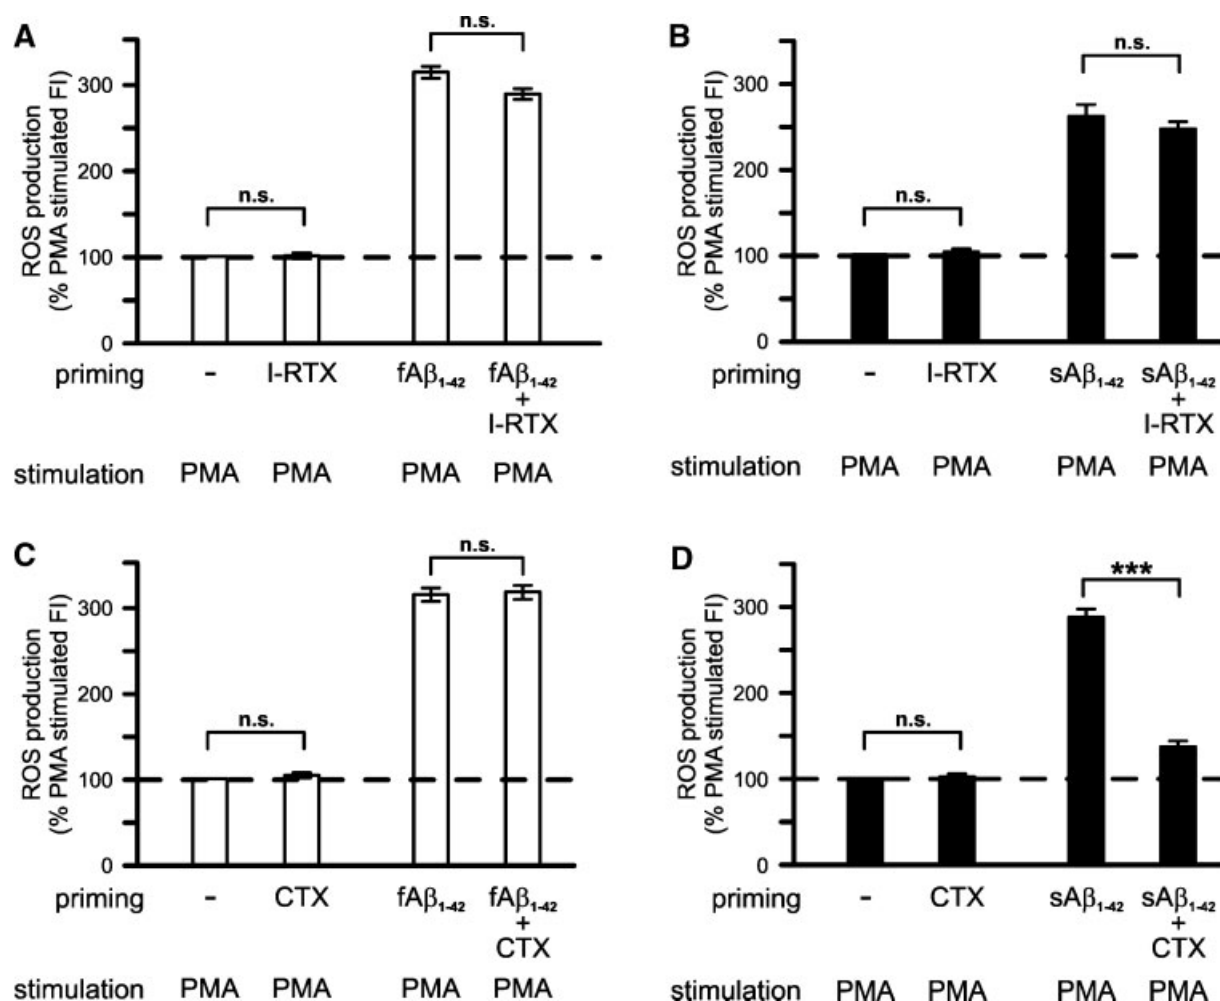 A
ROS production
(% PMA stimulated FI)
300
200
100
0
n.s.
n.s.
priming - I-RTX fAβ₁₋₄₂ fAβ₁₋₄₂
+
I-RTX
stimulation PMA PMA PMA PMA
B
ROS production
(% PMA stimulated FI)
300
200
100
0
n.s.
n.s.
priming - I-RTX sAβ₁₋₄₂ sAβ₁₋₄₂
+
I-RTX
stimulation PMA PMA PMA PMA
C
ROS production
(% PMA stimulated FI)
300
200
100
0
n.s.
n.s.
priming - CTX fAβ₁₋₄₂ fAβ₁₋₄₂
+
CTX
stimulation PMA PMA PMA PMA
D
ROS production
(% PMA stimulated FI)
300
200
100
0
n.s.
***
priming - CTX sAβ₁₋₄₂ sAβ₁₋₄₂
+
CTX
stimulation PMA PMA PMA PMA